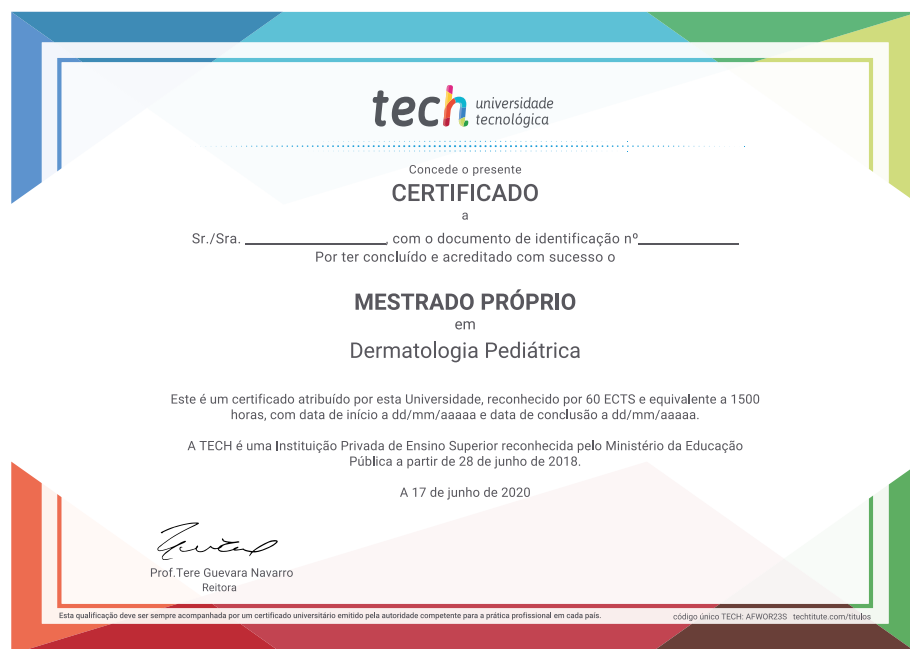 tech universidade
tecnológica
Concede o presente
CERTIFICADO
a
Sr./Sra. ________________, com o documento de identificação nº____________
Por ter concluído e acreditado com sucesso o
MESTRADO PRÓPRIO
em
Dermatologia Pediátrica
Este é um certificado atribuído por esta Universidade, reconhecido por 60 ECTS e equivalente a 1500
horas, com data de início a dd/mm/aaaaa e data de conclusão a dd/mm/aaaaa.
A TECH é uma Instituição Privada de Ensino Superior reconhecida pelo Ministério da Educação
Pública a partir de 28 de junho de 2018.
A 17 de junho de 2020
Prof.Tere Guevara Navarro
Reitora
Esta qualificação deve ser sempre acompanhada por um certificado universitário emitido pela autoridade competente para a prática profissional em cada país.
código único TECH: AFWOR23S techtitute.com/titulos